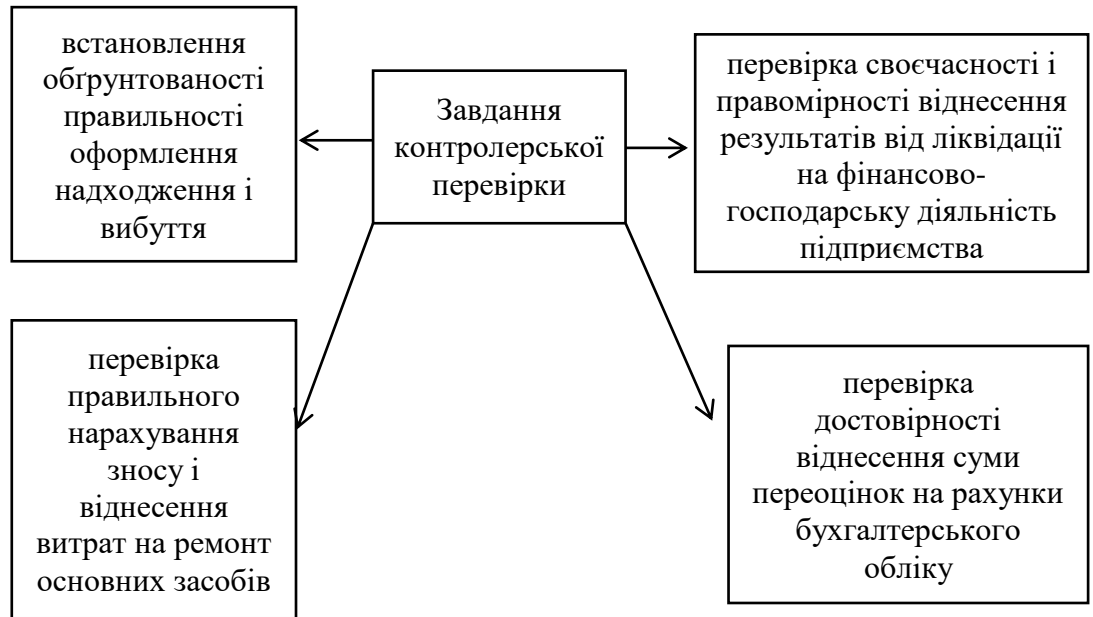 встановлення
обґрунтованості
правильності
оформлення
надходження і
вибуття
Завдання
контролерської
перевірки
перевірка своєчасності і
правомірності віднесення
результатів від ліквідації
на фінансово-
господарську діяльність
підприємства
перевірка
правильного
нарахування
зносу і
віднесення
витрат на ремонт
основних засобів
перевірка
достовірності
віднесення суми
переоцінок на рахунки
бухгалтерського
обліку